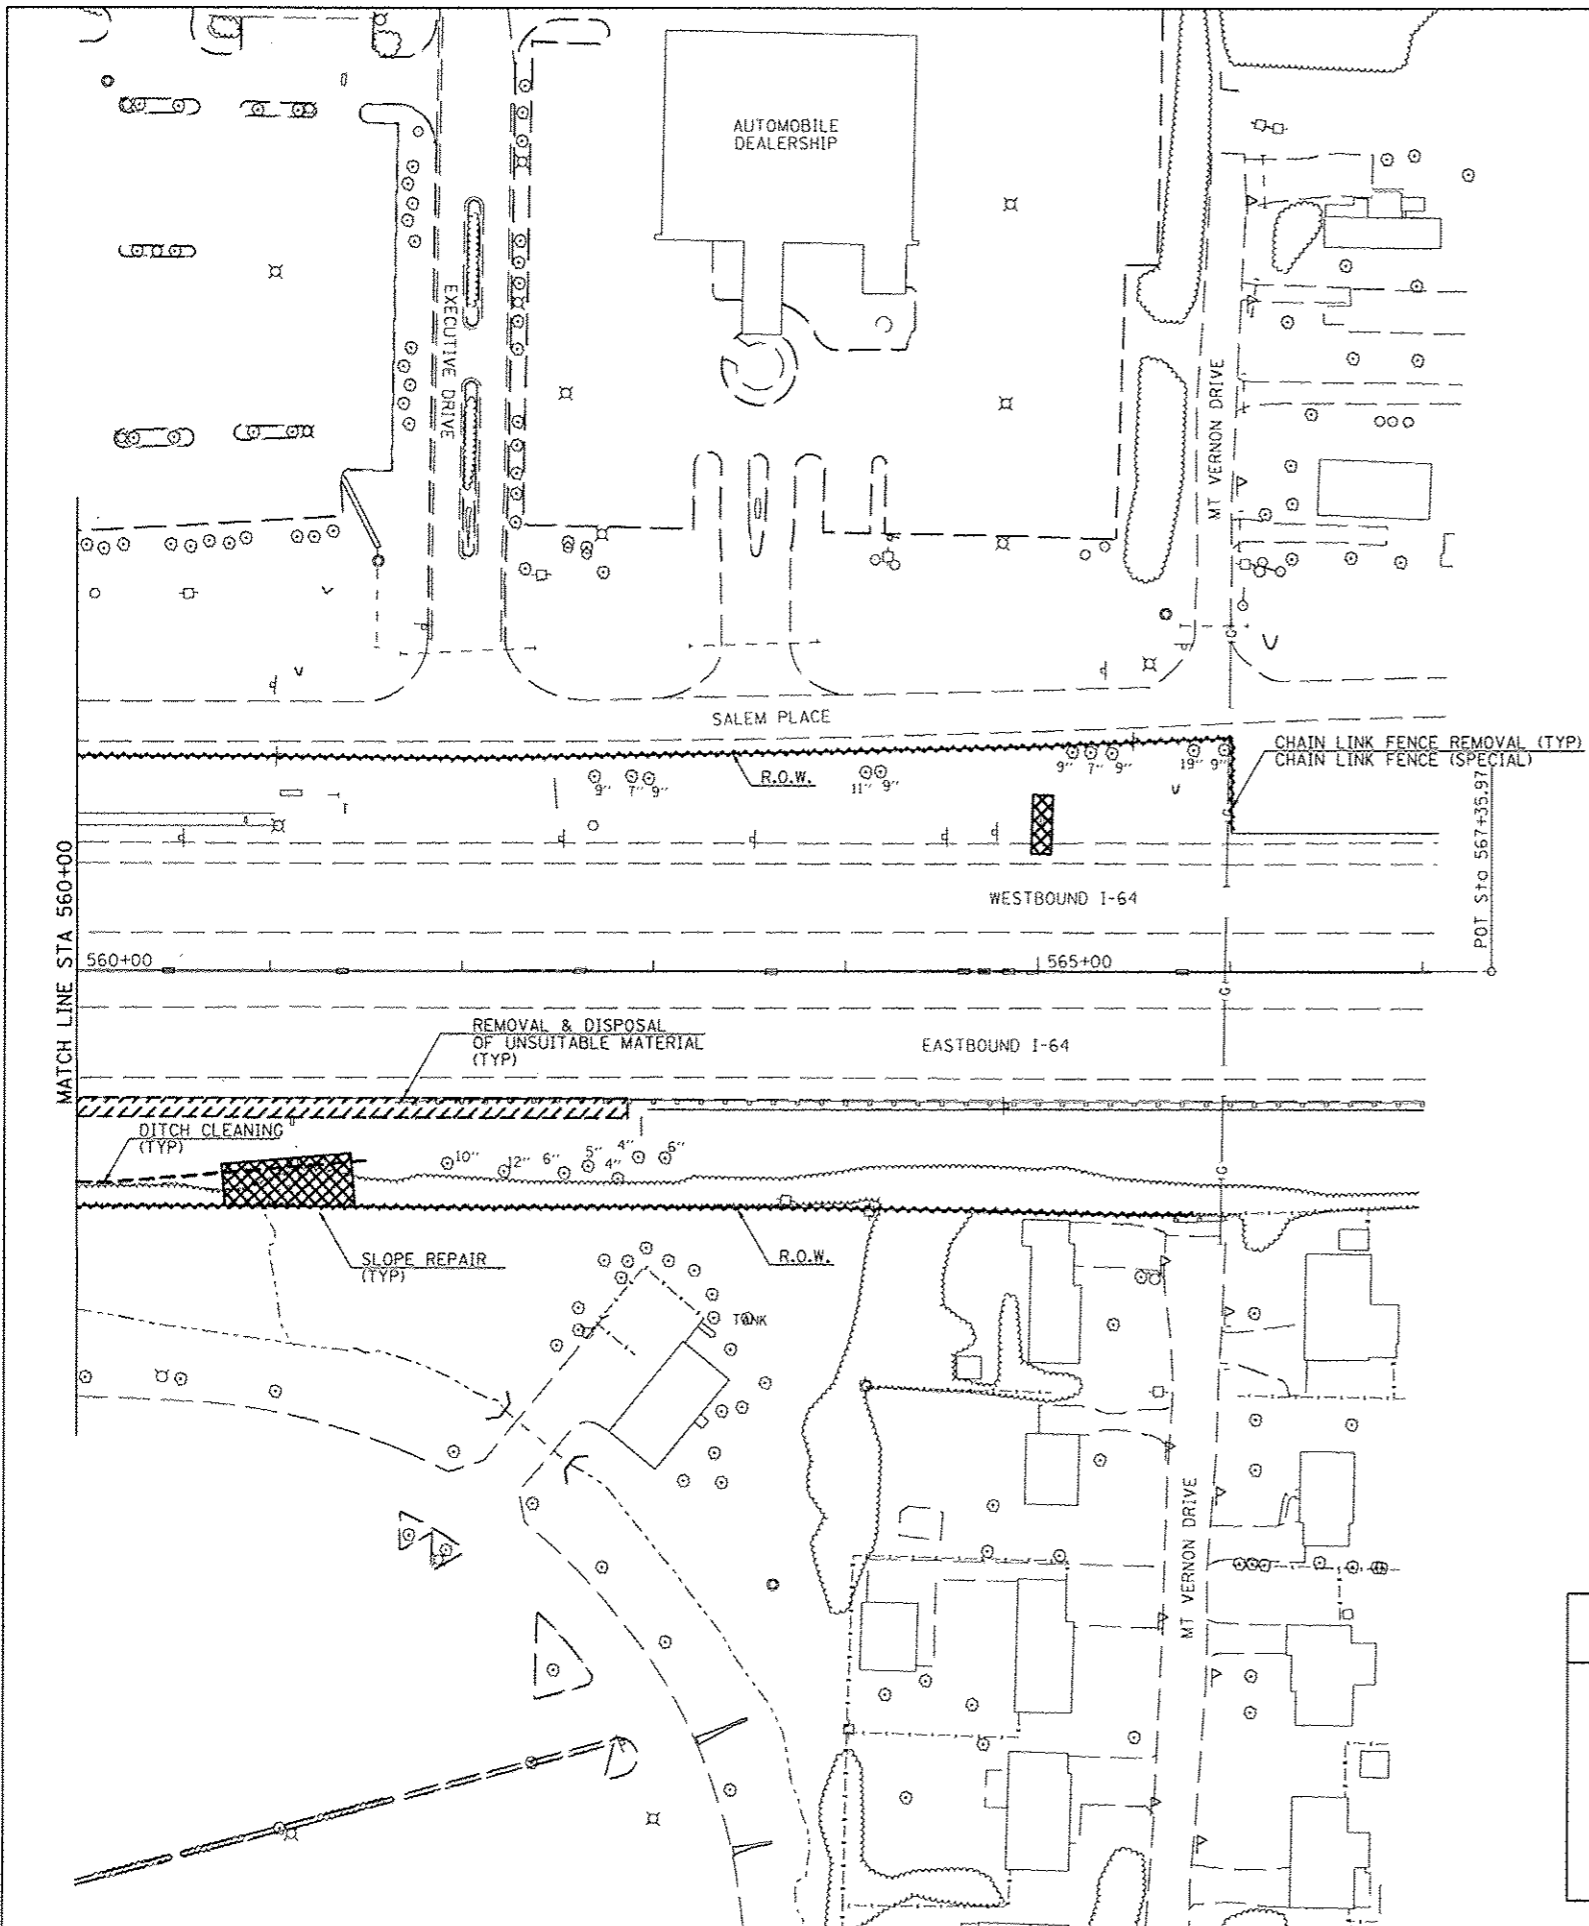 AUTOMOBILE
DEALERSHIP
EXECUTIVE DRIVE
MT VERNON DRIVE
SALEM PLACE
CHAIN LINK FENCE REMOVAL (TYP)
CHAIN LINK FENCE (SPECIAL)
R.O.W.
9" 7" 9"
11" 9"
9" 7" 9"
19" 9"
G
G
POT Sta 567+35.97
MATCH LINE STA 560+00
WESTBOUND I-64
560+00
565+00
G
REMOVAL & DISPOSAL
OF UNSUITABLE MATERIAL
(TYP)
EASTBOUND I-64
DITCH CLEANING
(TYP)
10" 12" 6" 5" 4" 4" 6"
G
SLOPE REPAIR
(TYP)
R.O.W.
TANK
MT VERNON DRIVE